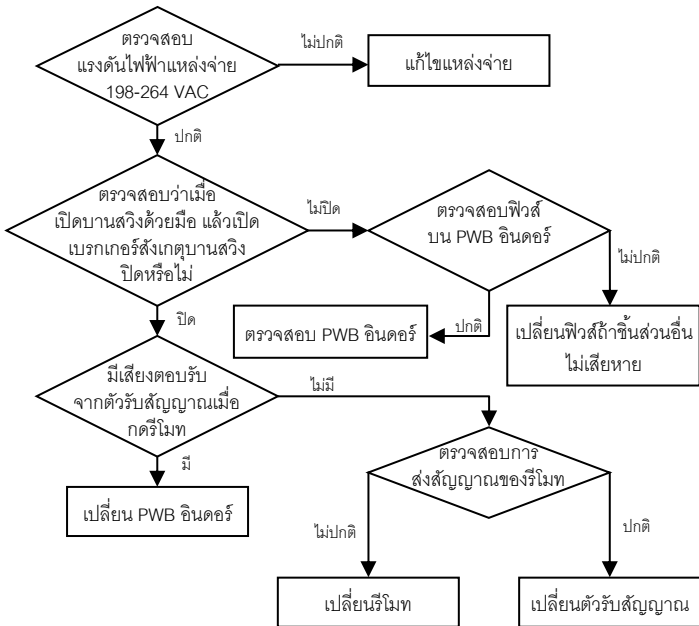 ตรวจสอบ
แรงดันไฟฟ้าแหล่งจ่าย
198-264 VAC
ไม่ปกติ
แก้ไขแหล่งจ่าย
ปกติ
ตรวจสอบว่าเมื่อ
เปิดบานสวิงด้วยมือ แล้วเปิด
เบรกเกอร์สังเกตุบานสวิง
ปิดหรือไม่
ไม่ปิด
ตรวจสอบฟิวส์
บน PWB อินดอร์
ไม่ปกติ
เปลี่ยนฟิวส์ถ้าชิ้นส่วนอื่น
ไม่เสียหาย
ปกติ
ตรวจสอบ PWB อินดอร์
ปิด
มีเสียงตอบรับ
จากตัวรับสัญญาณเมื่อ
กดรีโมท
ไม่มี
มี
เปลี่ยน PWB อินดอร์
ตรวจสอบการ
ส่งสัญญาณของรีโมท
ไม่ปกติ
ปกติ
เปลี่ยนรีโมท
เปลี่ยนตัวรับสัญญาณ